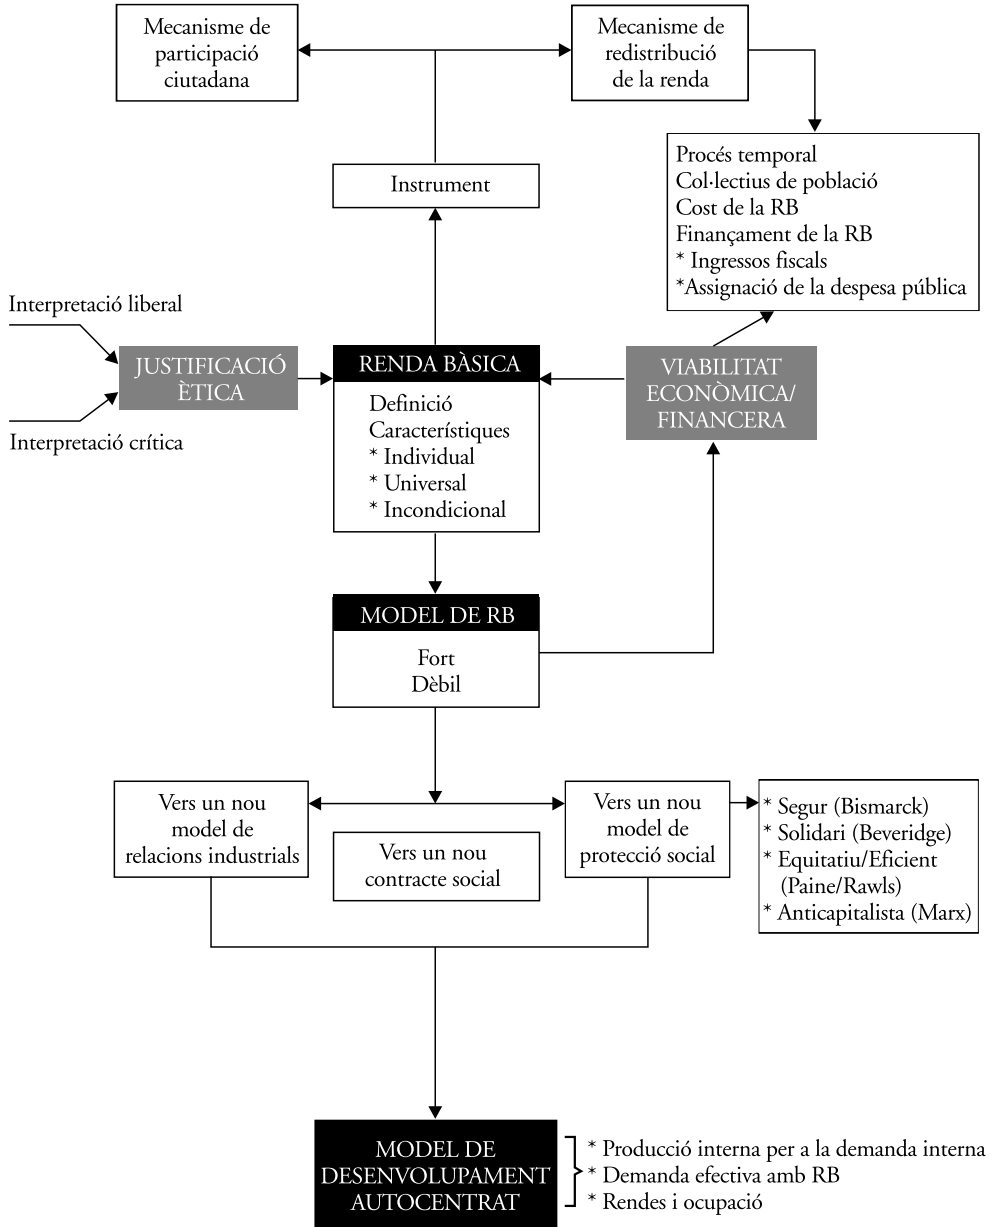 Mecanisme de
participació
ciutadana
Mecanisme de
redistribució
de la renda
Procés temporal
Col·lectius de població
Cost de la RB
Finançament de la RB
* Ingressos fiscals
*Assignació de la despesa pública
Instrument
Interpretació liberal
JUSTIFICACIÓ
ÈTICA
Interpretació crítica
RENDA BÀSICA
Definició
Característiques
* Individual
* Universal
* Incondicional
VIABILITAT
ECONÒMICA/
FINANCERA
MODEL DE RB
Fort
Dèbil
Vers un nou
model de
relacions industrials
Vers un nou
contracte social
Vers un nou
model de
protecció social
* Segur (Bismarck)
* Solidari (Beveridge)
* Equitatiu/Eficient
(Paine/Rawls)
* Anticapitalista (Marx)
MODEL DE
DESENVOLUPAMENT
AUTOCENTRAT
* Producció interna per a la demanda interna
* Demanda efectiva amb RB
* Rendes i ocupació